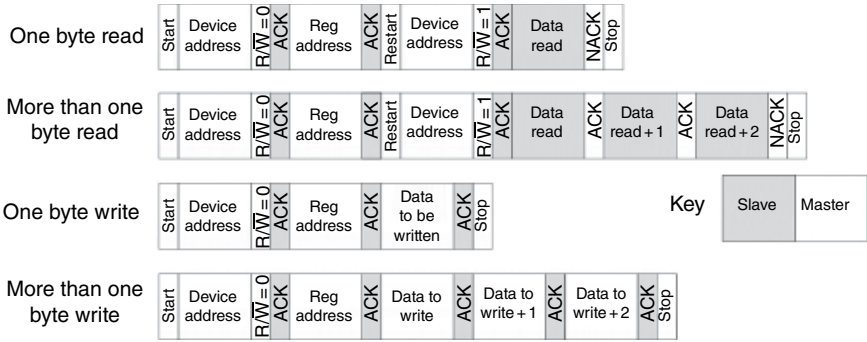 One byte read
Start
Device
address
R/W̅ = 0
ACK
Reg
address
ACK
Restart
Device
address
R/W̅ = 1
ACK
Data
read
NACK
Stop
More than one
byte read
Start
Device
address
R/W̅ = 0
ACK
Reg
address
ACK
Restart
Device
address
R/W̅ = 1
ACK
Data
read
ACK
Data
read + 1
ACK
Data
read + 2
NACK
Stop
One byte write
Start
Device
address
R/W̅ = 0
ACK
Reg
address
ACK
Data
to be
written
ACK
Stop
Key
Slave
Master
More than one
byte write
Start
Device
address
R/W̅ = 0
ACK
Reg
address
ACK
Data to
write
ACK
Data to
write + 1
ACK
Data to
write + 2
ACK
Stop